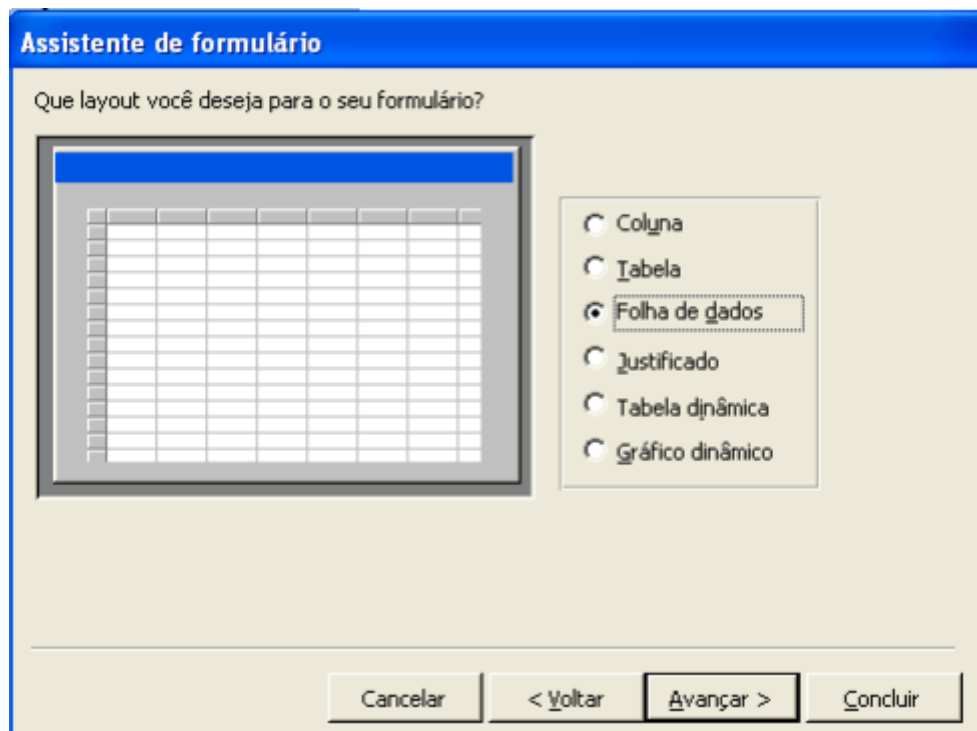 Assistente de formulário
Que layout você deseja para o seu formulário?
Coluna
Tabela
Folha de dados
Justificado
Tabela dinâmica
Gráfico dinâmico
Cancelar
< Voltar
Avançar >
Concluir